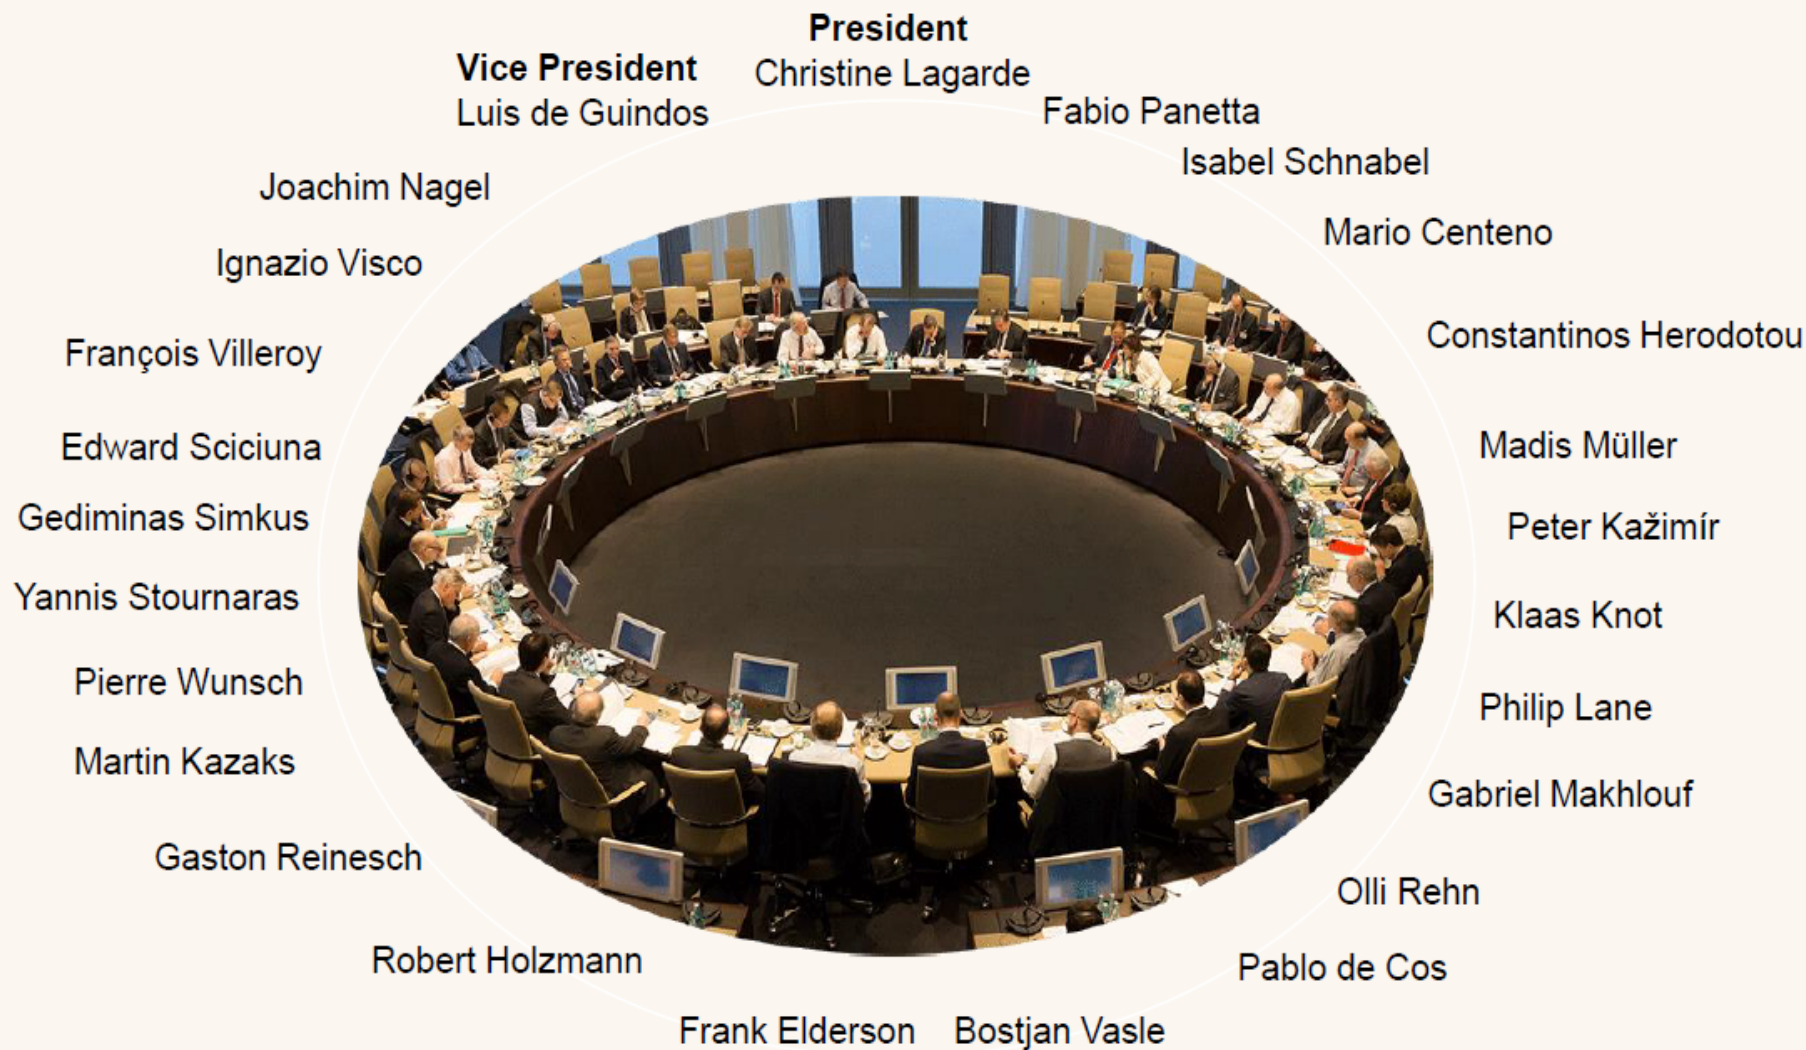 President
Christine Lagarde
Vice President
Luis de Guindos
Fabio Panetta
Isabel Schnabel
Joachim Nagel
Mario Centeno
Ignazio Visco
Constantinos Herodotou
François Villeroy
Edward Sciciuna
Madis Müller
Gediminas Simkus
Peter Kažimír
Yannis Stournaras
Klaas Knot
Pierre Wunsch
Philip Lane
Martin Kazaks
Gabriel Makhlouf
Gaston Reinesch
Olli Rehn
Robert Holzmann
Pablo de Cos
Frank Elderson
Bostjan Vasle